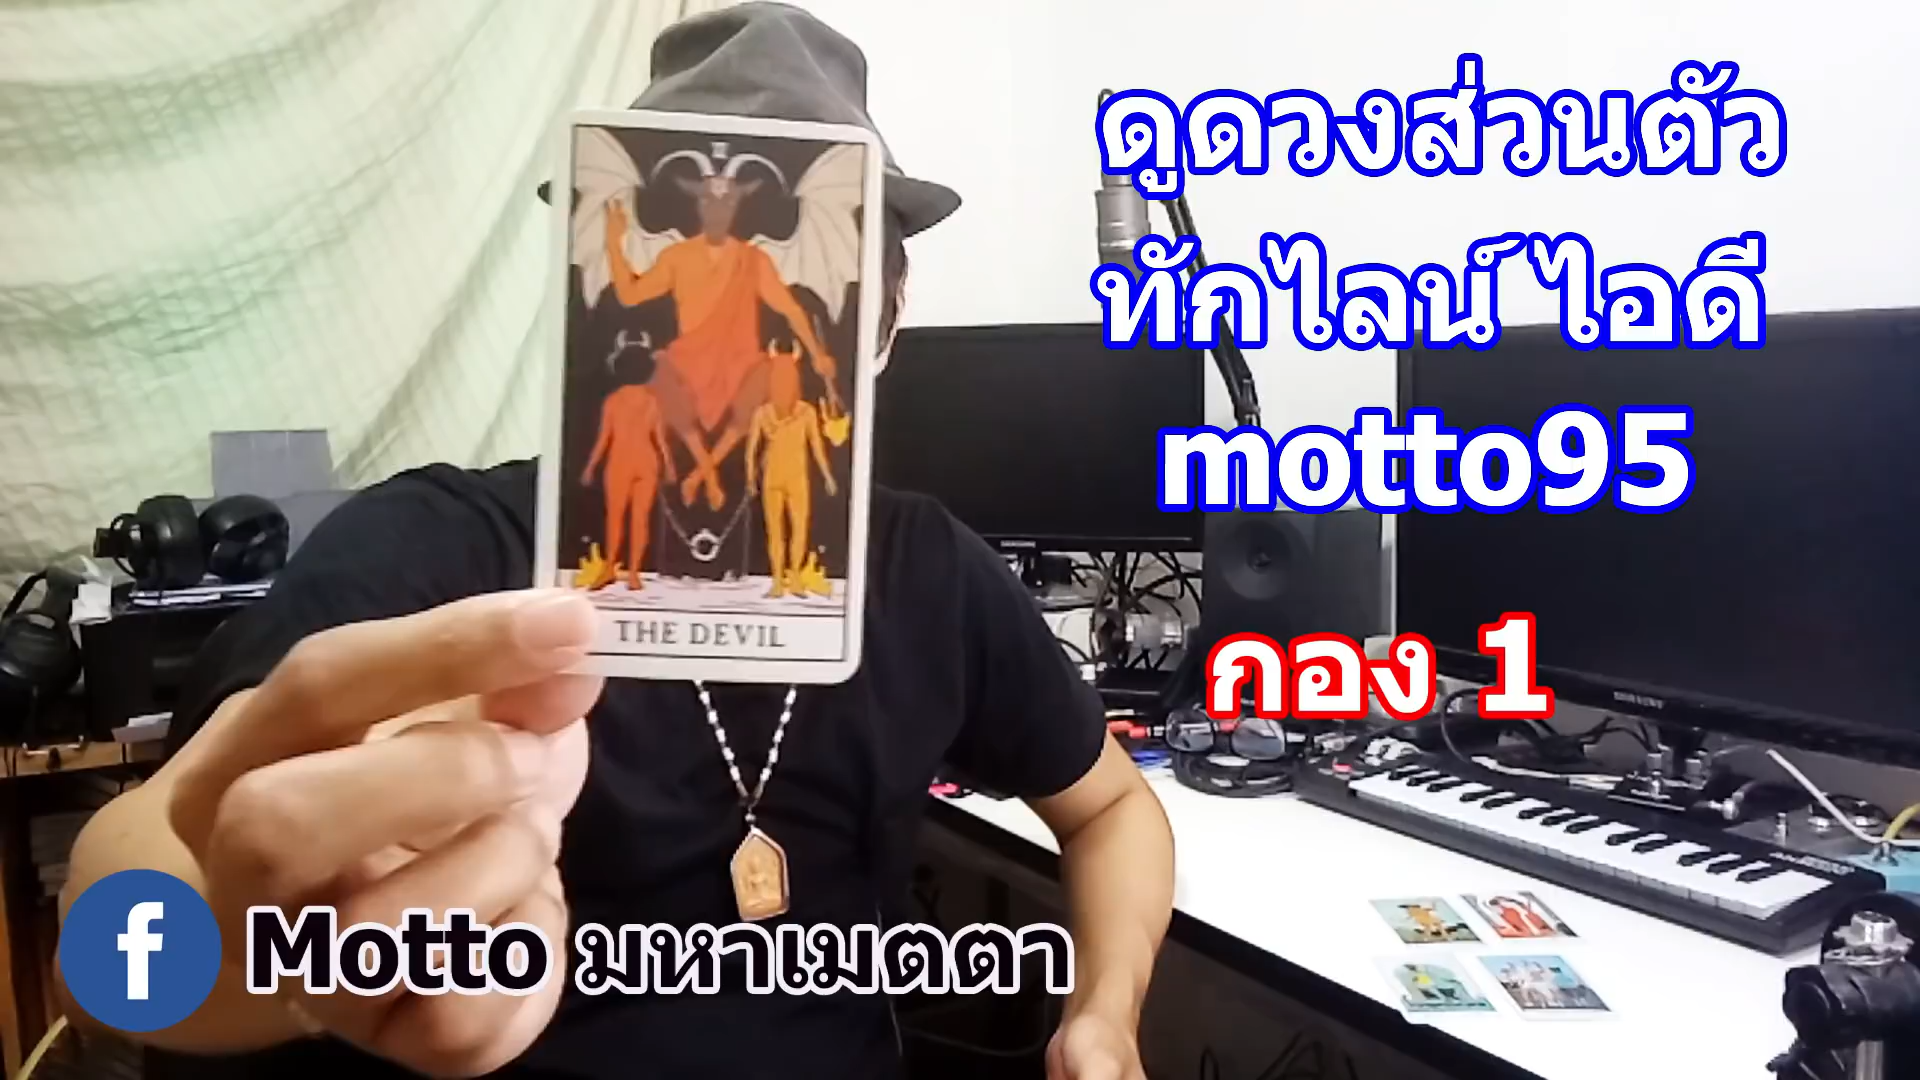 ดูดวงส่วนตัว
ทักไลน์ ไอดี
motto95
กอง 1
THE DEVIL
SAMSUNG
f Motto มหาเมตตา